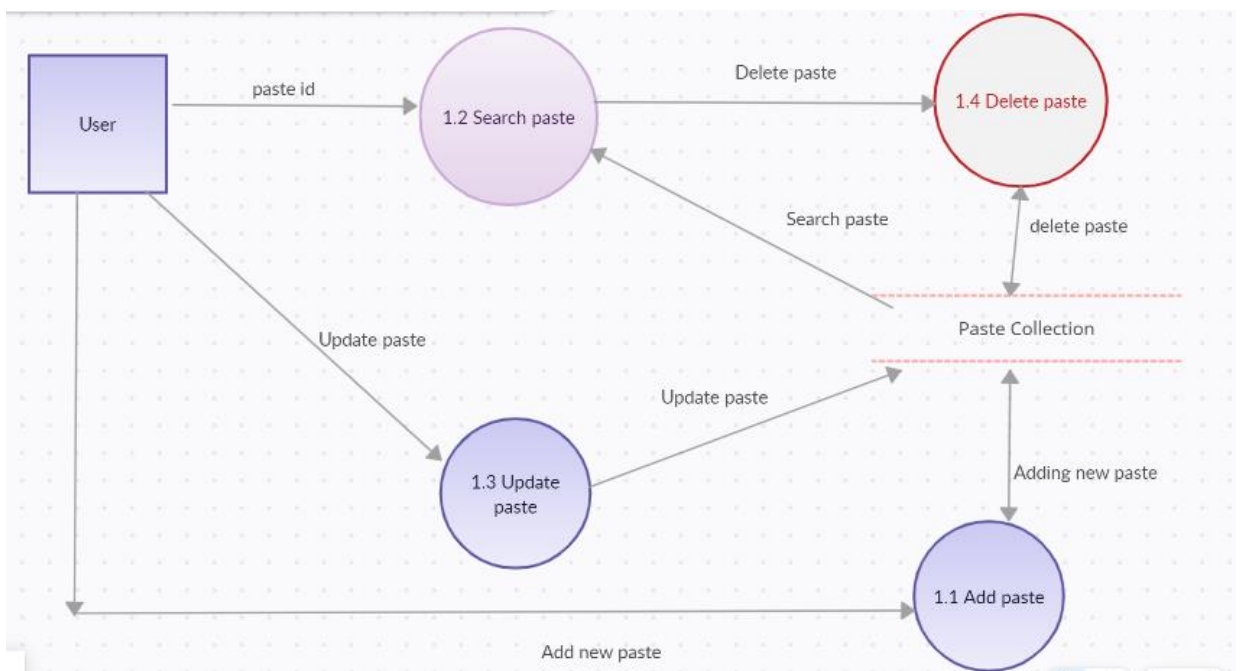 Delete paste
paste id
User
1.2 Search paste
1.4 Delete paste
Search paste
delete paste
Paste Collection
Update paste
Update paste
Adding new paste
1.3 Update
paste
1.1 Add paste
Add new paste